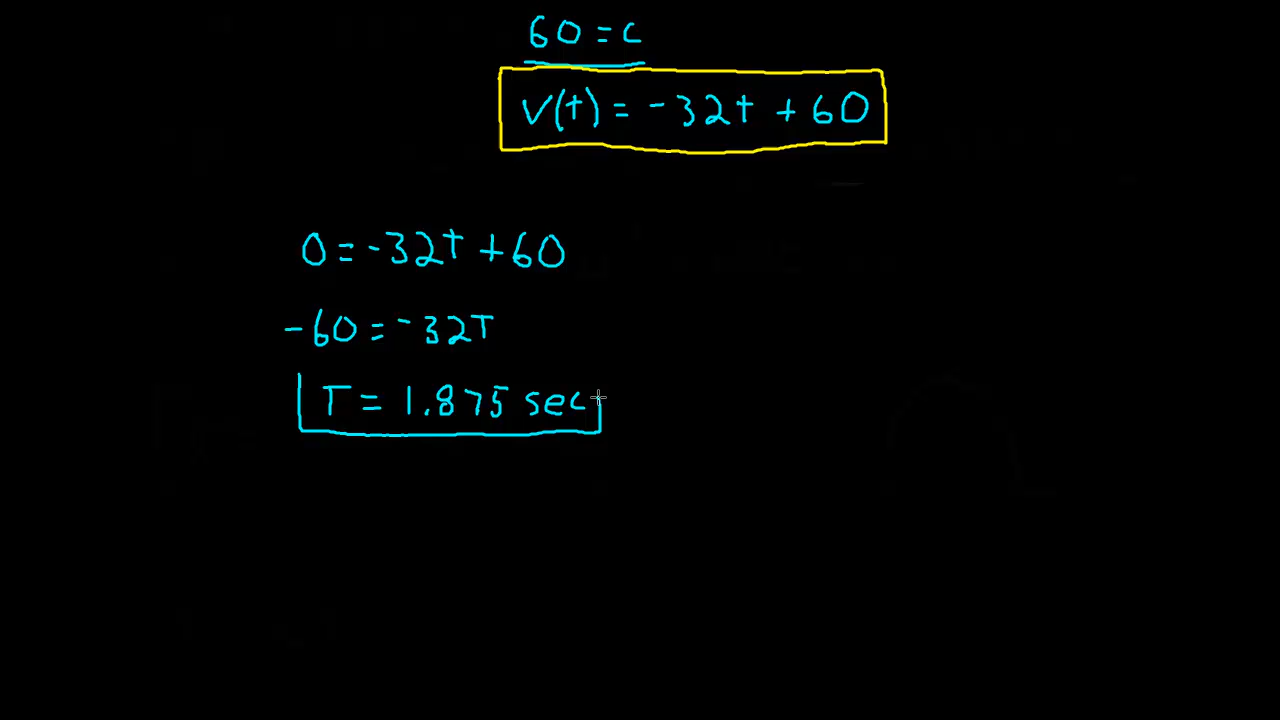 60 = c
V(t) = -32t + 60
0 = -32t + 60
-60 = -32T
T = 1.875 sec